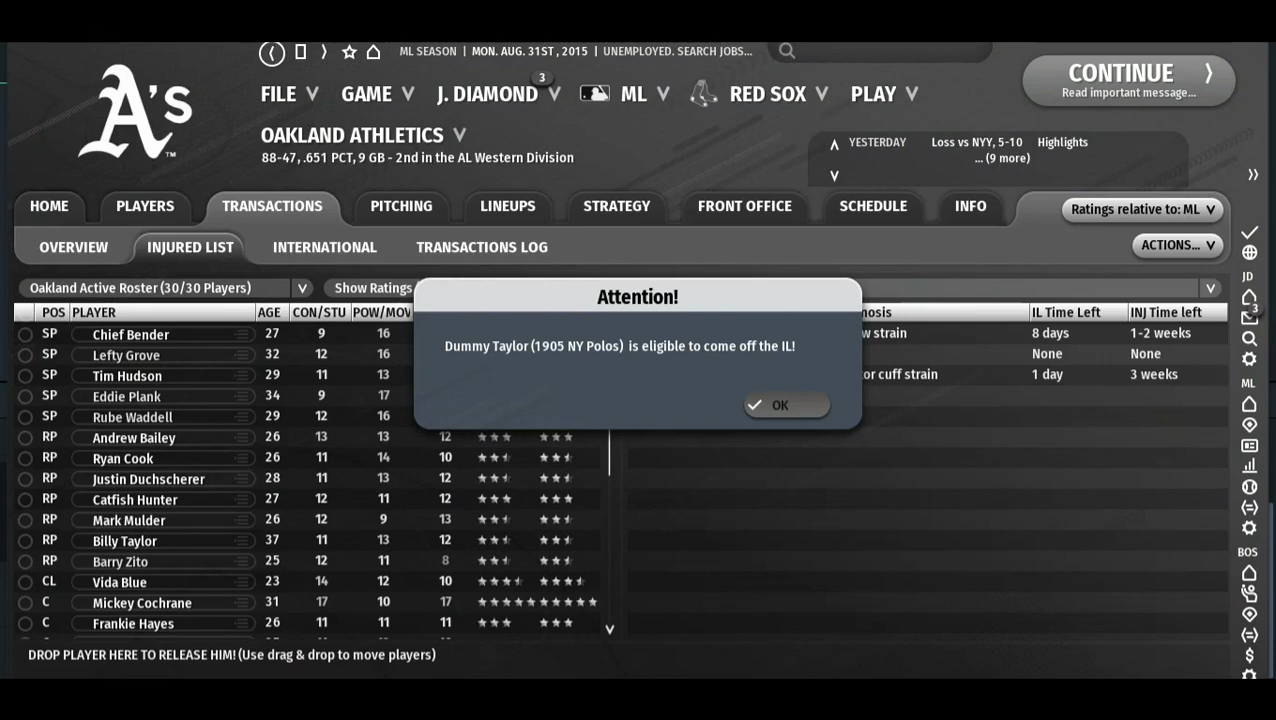 ML SEASON | MON. AUG. 31ST , 2015 | UNEMPLOYED. SEARCH JOBS...
A's
TM
FILE GAME J. DIAMOND 3 ML RED SOX PLAY
CONTINUE
Read important message...
OAKLAND ATHLETICS
88-47, .651 PCT, 9 GB - 2nd in the AL Western Division
YESTERDAY Loss vs NYY, 5-10 Highlights
... (9 more)
HOME PLAYERS TRANSACTIONS PITCHING LINEUPS STRATEGY FRONT OFFICE SCHEDULE INFO Ratings relative to: ML
OVERVIEW INJURED LIST INTERNATIONAL TRANSACTIONS LOG ACTIONS...
Oakland Active Roster (30/30 Players) Show Ratings
Attention!
Dummy Taylor (1905 NY Polos) is eligible to come off the IL!
OK
POS PLAYER AGE CON/STU POW/MOV nosis IL Time Left INJ Time left
SP Chief Bender 27 9 16 w strain 8 days 1-2 weeks
SP Lefty Grove 32 12 16 None None
SP Tim Hudson 29 11 13 or cuff strain 1 day 3 weeks
SP Eddie Plank 34 9 17
SP Rube Waddell 29 12 16
RP Andrew Bailey 26 13 13 12
RP Ryan Cook 26 11 14 10
RP Justin Duchscherer 28 11 13 12
RP Catfish Hunter 27 12 11 12
RP Mark Mulder 26 12 9 13
RP Billy Taylor 37 11 13 12
RP Barry Zito 25 12 11 8
CL Vida Blue 23 14 12 10
C Mickey Cochrane 31 17 10 17
C Frankie Hayes 26 11 11 11
DROP PLAYER HERE TO RELEASE HIM! (Use drag & drop to move players)
JD
3
ML
BOS
$